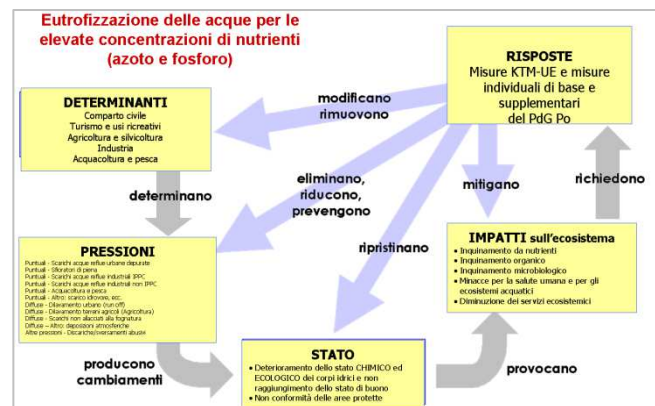 Eutrofizzazione delle acque per le
elevate concentrazioni di nutrienti
(azoto e fosforo)
RISPOSTE
Misure KTM-UE e misure
individuali di base e
supplementari
del PdG Po
DETERMINANTI
Comparto civile
Turismo e usi ricreativi
Agricoltura e silvicoltura
Industria
Acquacoltura e pesca
modificano
rimuovono
determinano
eliminano,
riducono,
prevengono
mitigano
richiedono
ripristinano
PRESSIONI
Puntuali - Scarichi acque reflue urbane depurate
Puntuali - Sfioratori di piena
Puntuali - Scarichi acque reflue industriali IPPC
Puntuali - Scarichi acque reflue industriali non IPPC
Puntuali - Acquacoltura e pesca
Puntuali - Altro: scarico idrovore, ecc.
Diffuse - Dilavamento urbano (run off)
Diffuse - Dilavamento terreni agricoli (Agricoltura)
Diffuse - Scarichi non allacciati alla fognatura
Diffuse – Altro: deposizioni atmosferiche
Altre pressioni - Discariche/sversamenti abusivi
IMPATTI sull'ecosistema
• Inquinamento da nutrienti
• Inquinamento organico
• Inquinamento microbiologico
• Minacce per la salute umana e per gli
ecosistemi acquatici
• Diminuzione dei servizi ecosistemici
producono
cambiamenti
STATO
• Deterioramento dello stato CHIMICO ed
ECOLOGICO dei corpi idrici e non
raggiungimento dello stato di buono
• Non conformità delle aree protette
provocano